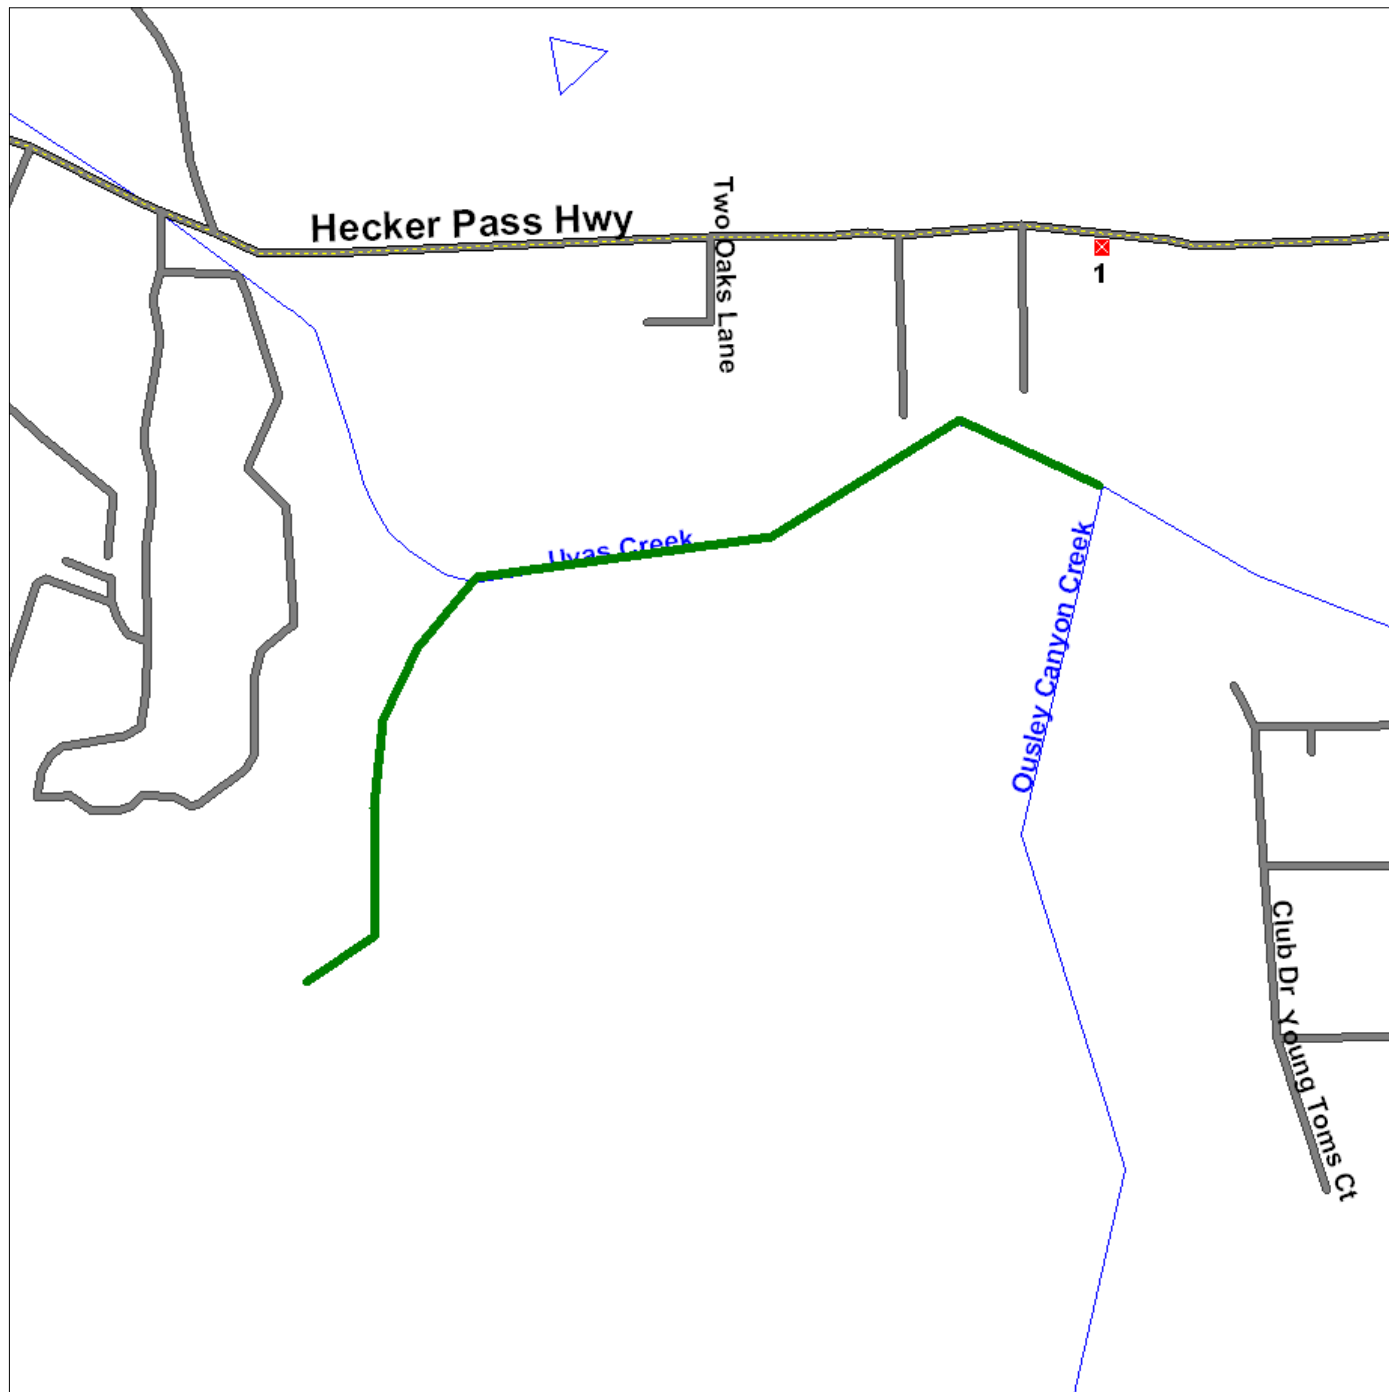 Hecker Pass Hwy
Two Oaks Lane
1
Uvas Creek
Ousley Canyon Creek
Club Dr
Young Toms Ct